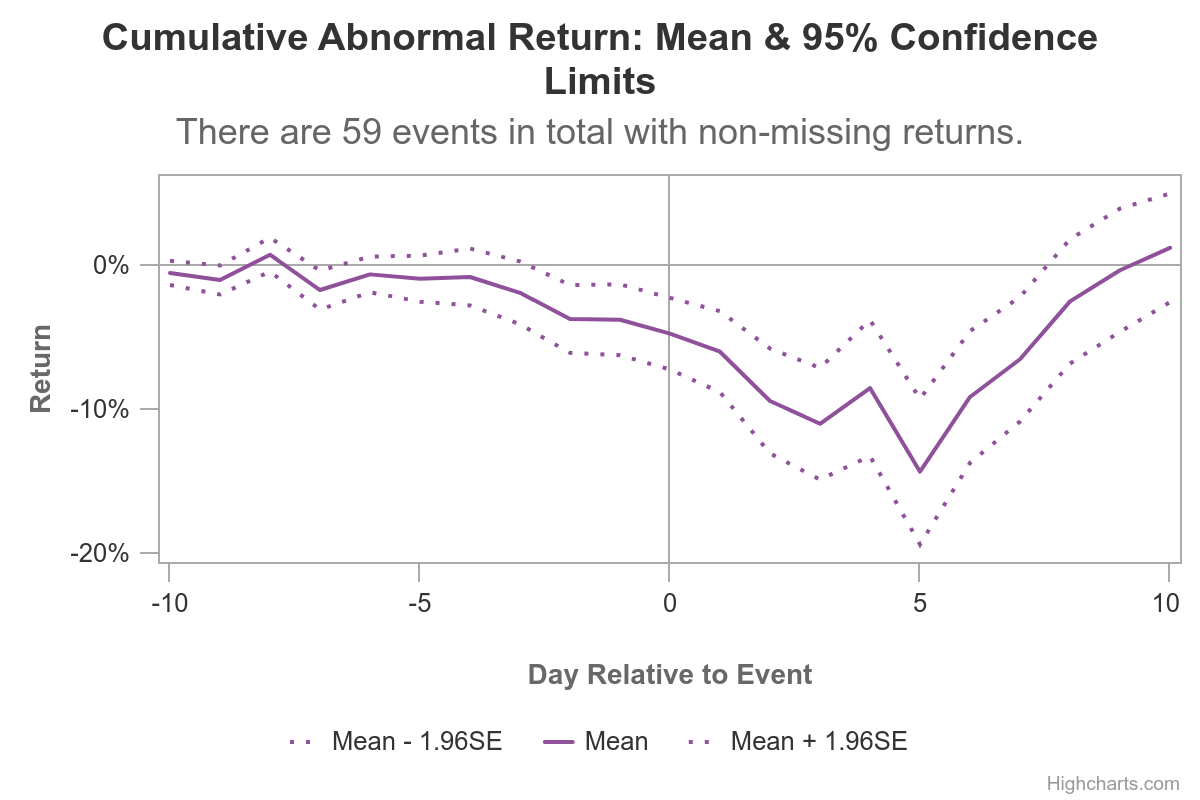 Cumulative Abnormal Return: Mean & 95% Confidence
Limits
There are 59 events in total with non-missing returns.
Return
0%
-10%
-20%
-10
-5
0
5
10
Day Relative to Event
Mean - 1.96SE
Mean
Mean + 1.96SE
Highcharts.com